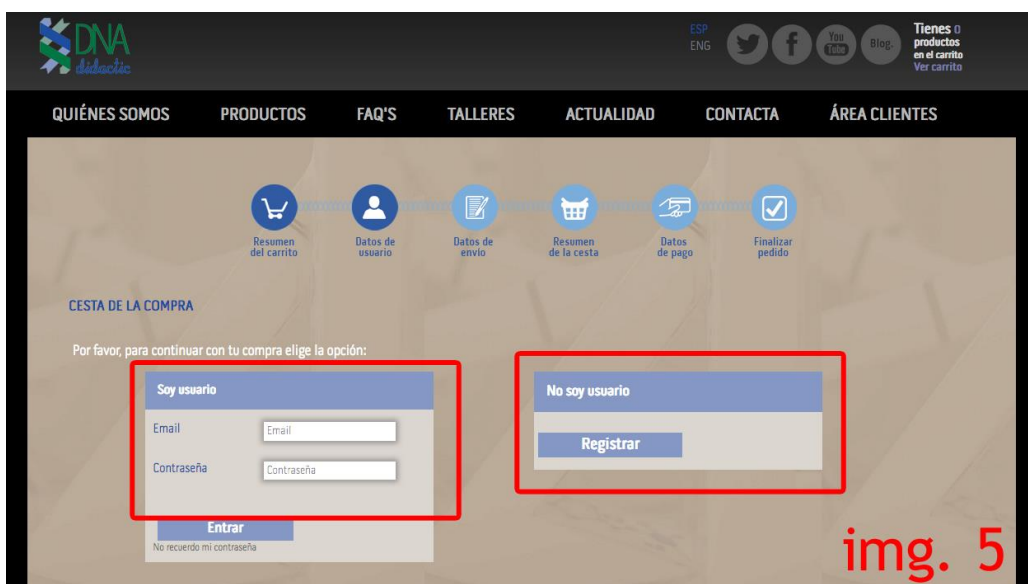 DNA
didactic
ESP
ENG
You
Tube
Blog.
Tienes 0
productos
en el carrito
Ver carrito
QUIÉNES SOMOS PRODUCTOS FAQ'S TALLERES ACTUALIDAD CONTACTA ÁREA CLIENTES
Resumen
del carrito
Datos de
usuario
Datos de
envio
Resumen
de la cesta
Datos
de pago
Finalizar
pedido
CESTA DE LA COMPRA
Por favor, para continuar con tu compra elige la opción:
Soy usuario
Email Email
Contraseña Contraseña
Entrar
No recuerdo mi contraseña
No soy usuario
Registrar
img. 5